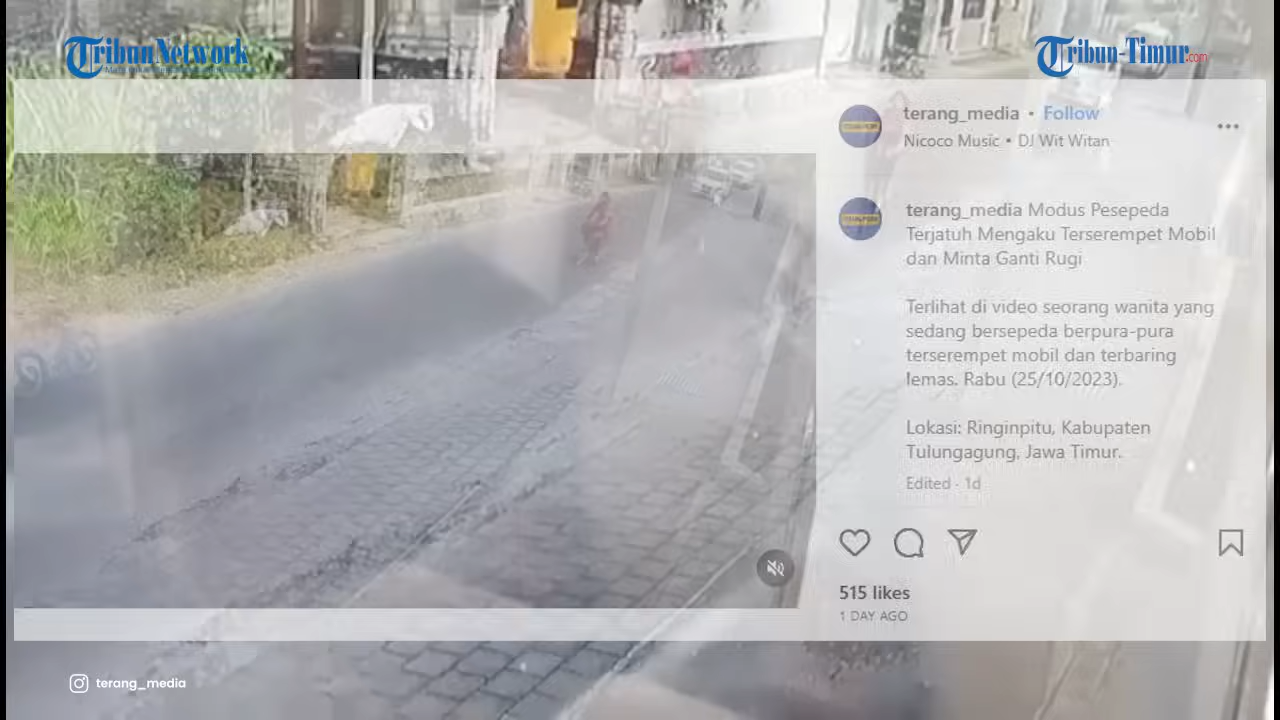 TribunNetwork
Tribun-Timur.com
terang_media • Follow
Nicoco Music • DJ Wit Witan
terang_media Modus Pesepeda
Terjatuh Mengaku Terserempet Mobil
dan Minta Ganti Rugi
Terlihat di video seorang wanita yang
sedang bersepeda berpura-pura
terserempet mobil dan terbaring
lemas. Rabu (25/10/2023).
Lokasi: Ringinpitu, Kabupaten
Tulungagung, Jawa Timur.
Edited · 1d
515 likes
1 DAY AGO
terang_media